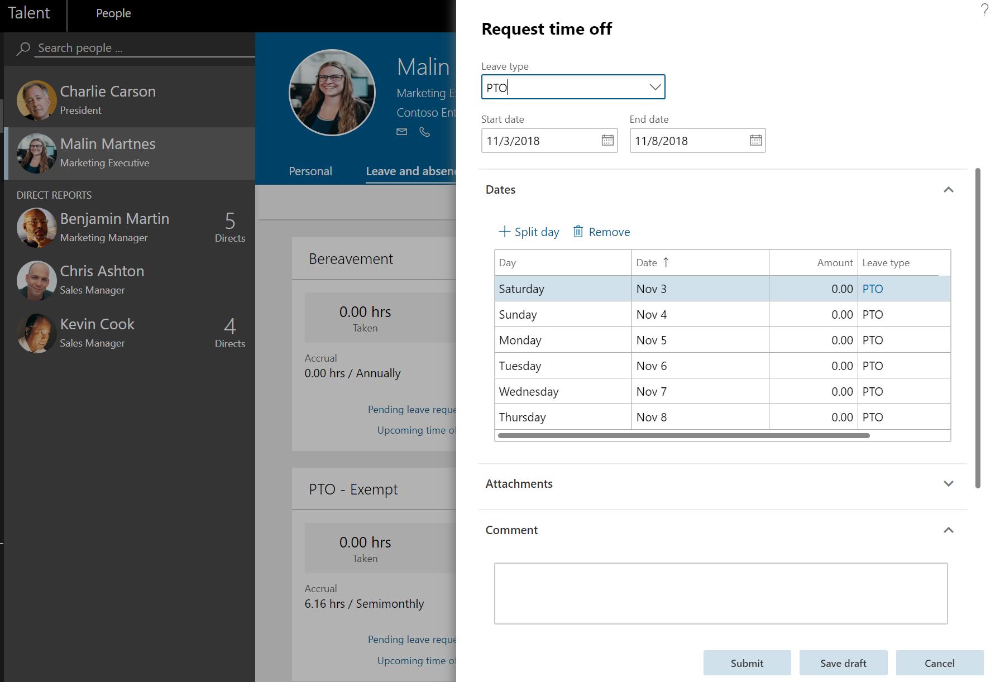 Talent
People
Search people ...
Charlie Carson
President
Malin Martnes
Marketing Executive
DIRECT REPORTS
Benjamin Martin
Marketing Manager
5
Directs
Chris Ashton
Sales Manager
Kevin Cook
Sales Manager
4
Directs
Malin
Marketing E
Contoso Ent
Personal
Leave and absen
Bereavement
0.00 hrs
Taken
Accrual
0.00 hrs / Annually
Pending leave reque
Upcoming time of
PTO - Exempt
0.00 hrs
Taken
Accrual
6.16 hrs / Semimonthly
Pending leave reque
Upcoming time of
?
Request time off
Leave type
PTO
Start date End date
11/3/2018 11/8/2018
Dates
Split day Remove
Day Date ↑ Amount Leave type
Saturday Nov 3 0.00 PTO
Sunday Nov 4 0.00 PTO
Monday Nov 5 0.00 PTO
Tuesday Nov 6 0.00 PTO
Wednesday Nov 7 0.00 PTO
Thursday Nov 8 0.00 PTO
Attachments
Comment
Submit Save draft Cancel